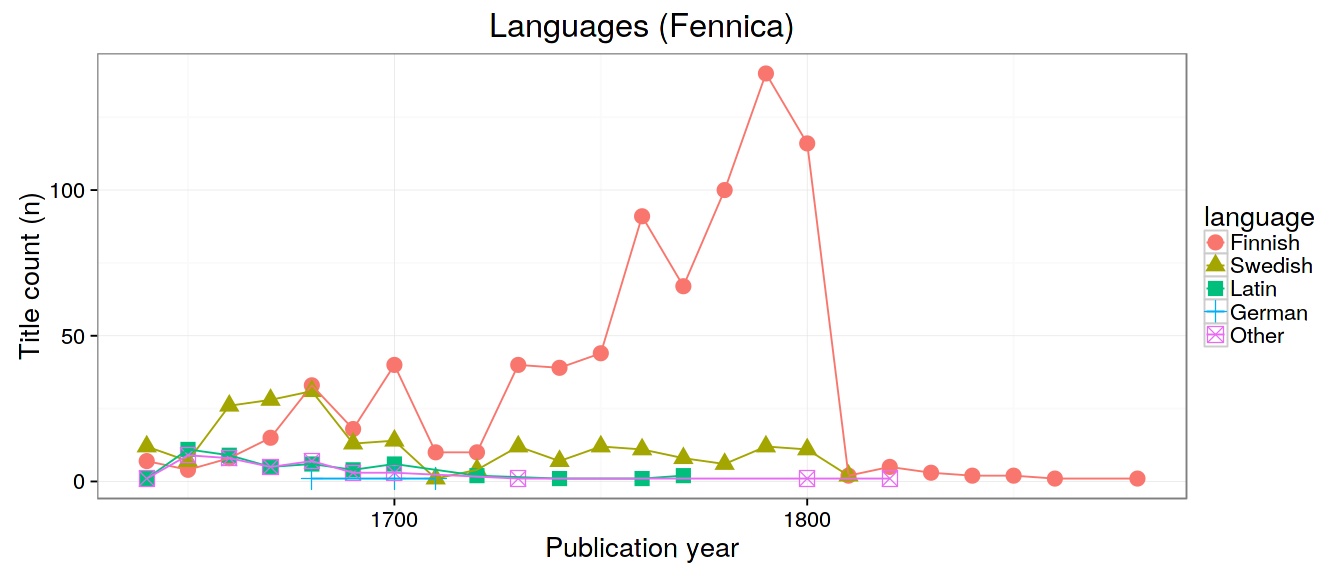 Languages (Fennica)
Title count (n)
100
50
0
1700
1800
Publication year
language
Finnish
Swedish
Latin
German
Other